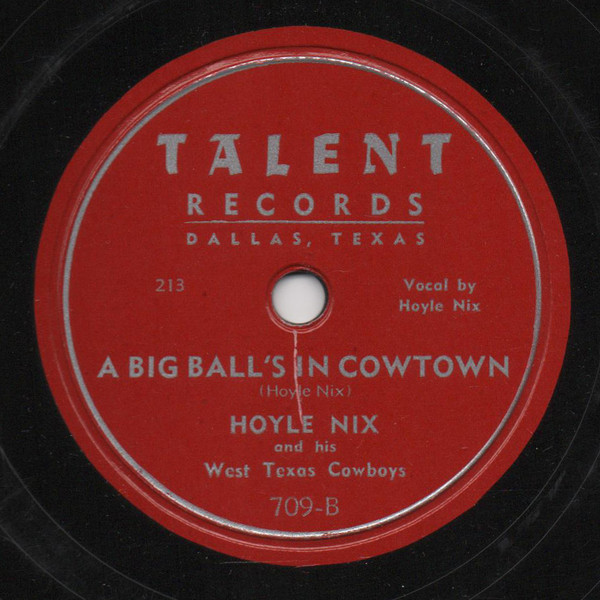 TALENT
RECORDS
DALLAS, TEXAS
213
Vocal by
Hoyle Nix
A BIG BALL'S IN COWTOWN
(Hoyle Nix)
HOYLE NIX
and his
West Texas Cowboys
709-B